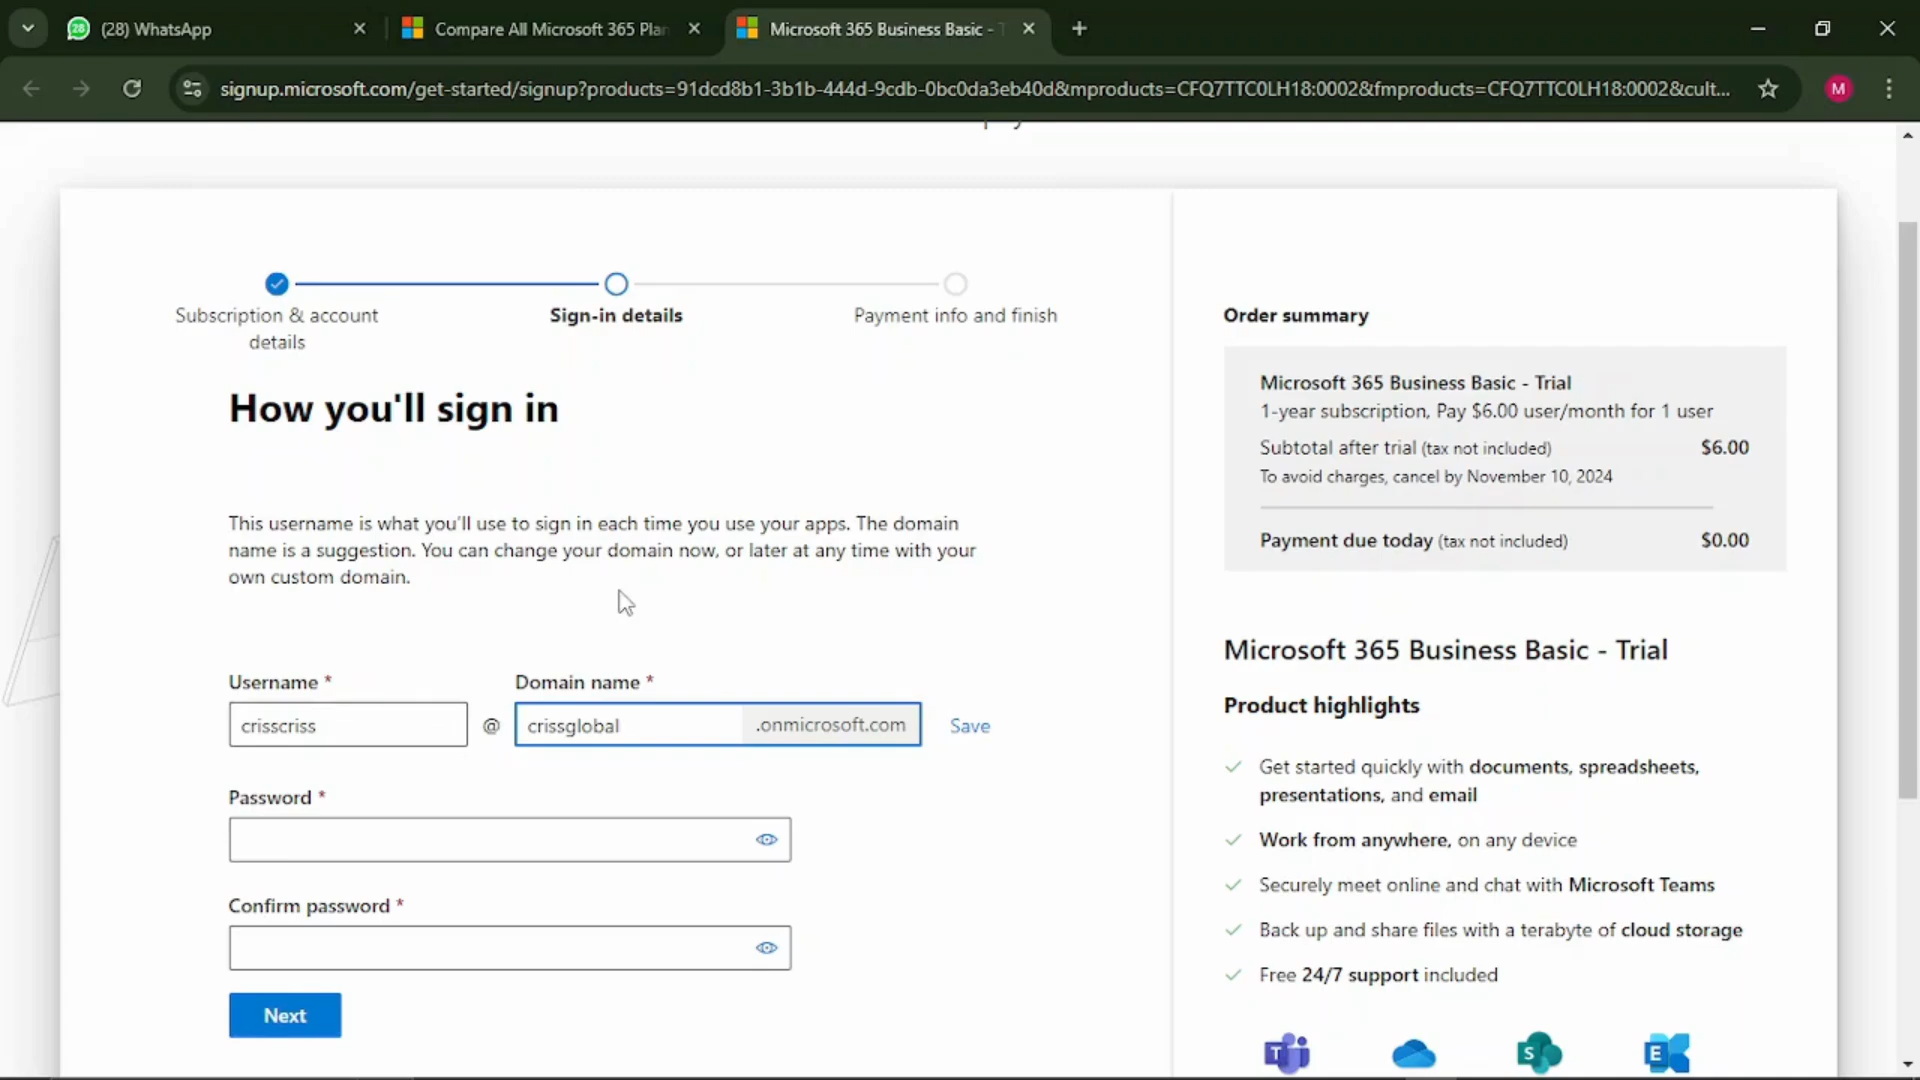 (28) WhatsApp
Compare All Microsoft 365 Plan
Microsoft 365 Business Basic - T
signup.microsoft.com/get-started/signup?products=91dcd8b1-3b1b-444d-9cdb-0bc0da3eb40d&mproducts=CFQ7TTC0LH18:0002&fmproducts=CFQ7TTC0LH18:0002&cult...
M
Subscription & account
details
Sign-in details
Payment info and finish
How you'll sign in
This username is what you'll use to sign in each time you use your apps. The domain
name is a suggestion. You can change your domain now, or later at any time with your
own custom domain.
Username *
Domain name *
crisscriss
@
crissglobal
.onmicrosoft.com
Save
Password *
Confirm password *
Next
Order summary
Microsoft 365 Business Basic - Trial
1-year subscription, Pay $6.00 user/month for 1 user
Subtotal after trial (tax not included) $6.00
To avoid charges, cancel by November 10, 2024
Payment due today (tax not included) $0.00
Microsoft 365 Business Basic - Trial
Product highlights
Get started quickly with documents, spreadsheets,
presentations, and email
Work from anywhere, on any device
Securely meet online and chat with Microsoft Teams
Back up and share files with a terabyte of cloud storage
Free 24/7 support included